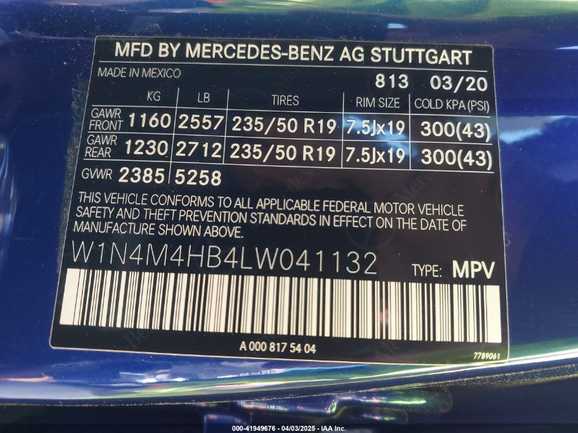 MFD BY MERCEDES-BENZ AG STUTTGART
MADE IN MEXICO 813 03/20
KG LB TIRES RIM SIZE COLD KPA(PSI)
GAWR FRONT 1160 2557 235/50 R19 7.5Jx19 300(43)
GAWR REAR 1230 2712 235/50 R19 7.5Jx19 300(43)
GVWR 2385 5258
THIS VEHICLE CONFORMS TO ALL APPLICABLE FEDERAL MOTOR VEHICLE
SAFETY AND THEFT PREVENTION STANDARDS IN EFFECT ON THE DATE OF
MANUFACTURE SHOWN ABOVE.
W1N4M4HB4LW041132 TYPE: MPV
A 000 817 54 04
7789061
000-41949676 - 04/03/2025 - IAA Inc.